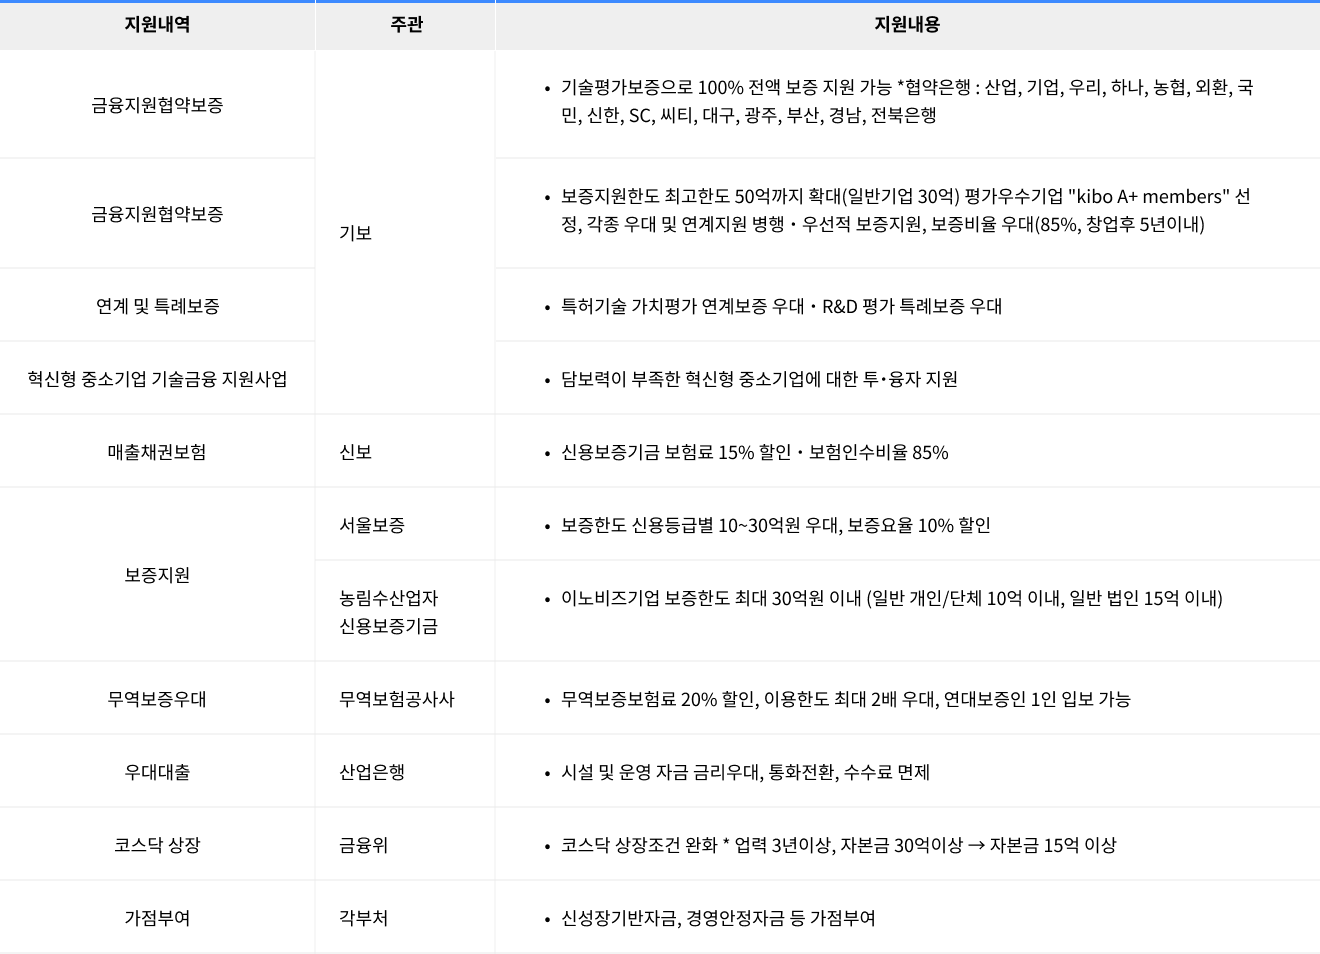 지원내역 주관 지원내용
금융지원협약보증
기보
• 기술평가보증으로 100% 전액 보증 지원 가능 *협약은행 : 산업, 기업, 우리, 하나, 농협, 외환, 국
민, 신한, SC, 씨티, 대구, 광주, 부산, 경남, 전북은행
금융지원협약보증
• 보증지원한도 최고한도 50억까지 확대(일반기업 30억) 평가우수기업 "kibo A+ members" 선
정, 각종 우대 및 연계지원 병행・우선적 보증지원, 보증비율 우대(85%, 창업후 5년이내)
연계 및 특례보증
• 특허기술 가치평가 연계보증 우대・R&D 평가 특례보증 우대
혁신형 중소기업 기술금융 지원사업
• 담보력이 부족한 혁신형 중소기업에 대한 투•융자 지원
매출채권보험
신보
• 신용보증기금 보험료 15% 할인・보험인수비율 85%
보증지원
서울보증
• 보증한도 신용등급별 10~30억원 우대, 보증요율 10% 할인
농림수산업자
신용보증기금
• 이노비즈기업 보증한도 최대 30억원 이내 (일반 개인/단체 10억 이내, 일반 법인 15억 이내)
무역보증우대
무역보험공사사
• 무역보증보험료 20% 할인, 이용한도 최대 2배 우대, 연대보증인 1인 입보 가능
우대대출
산업은행
• 시설 및 운영 자금 금리우대, 통화전환, 수수료 면제
코스닥 상장
금융위
• 코스닥 상장조건 완화 * 업력 3년이상, 자본금 30억이상 → 자본금 15억 이상
가점부여
각부처
• 신성장기반자금, 경영안정자금 등 가점부여